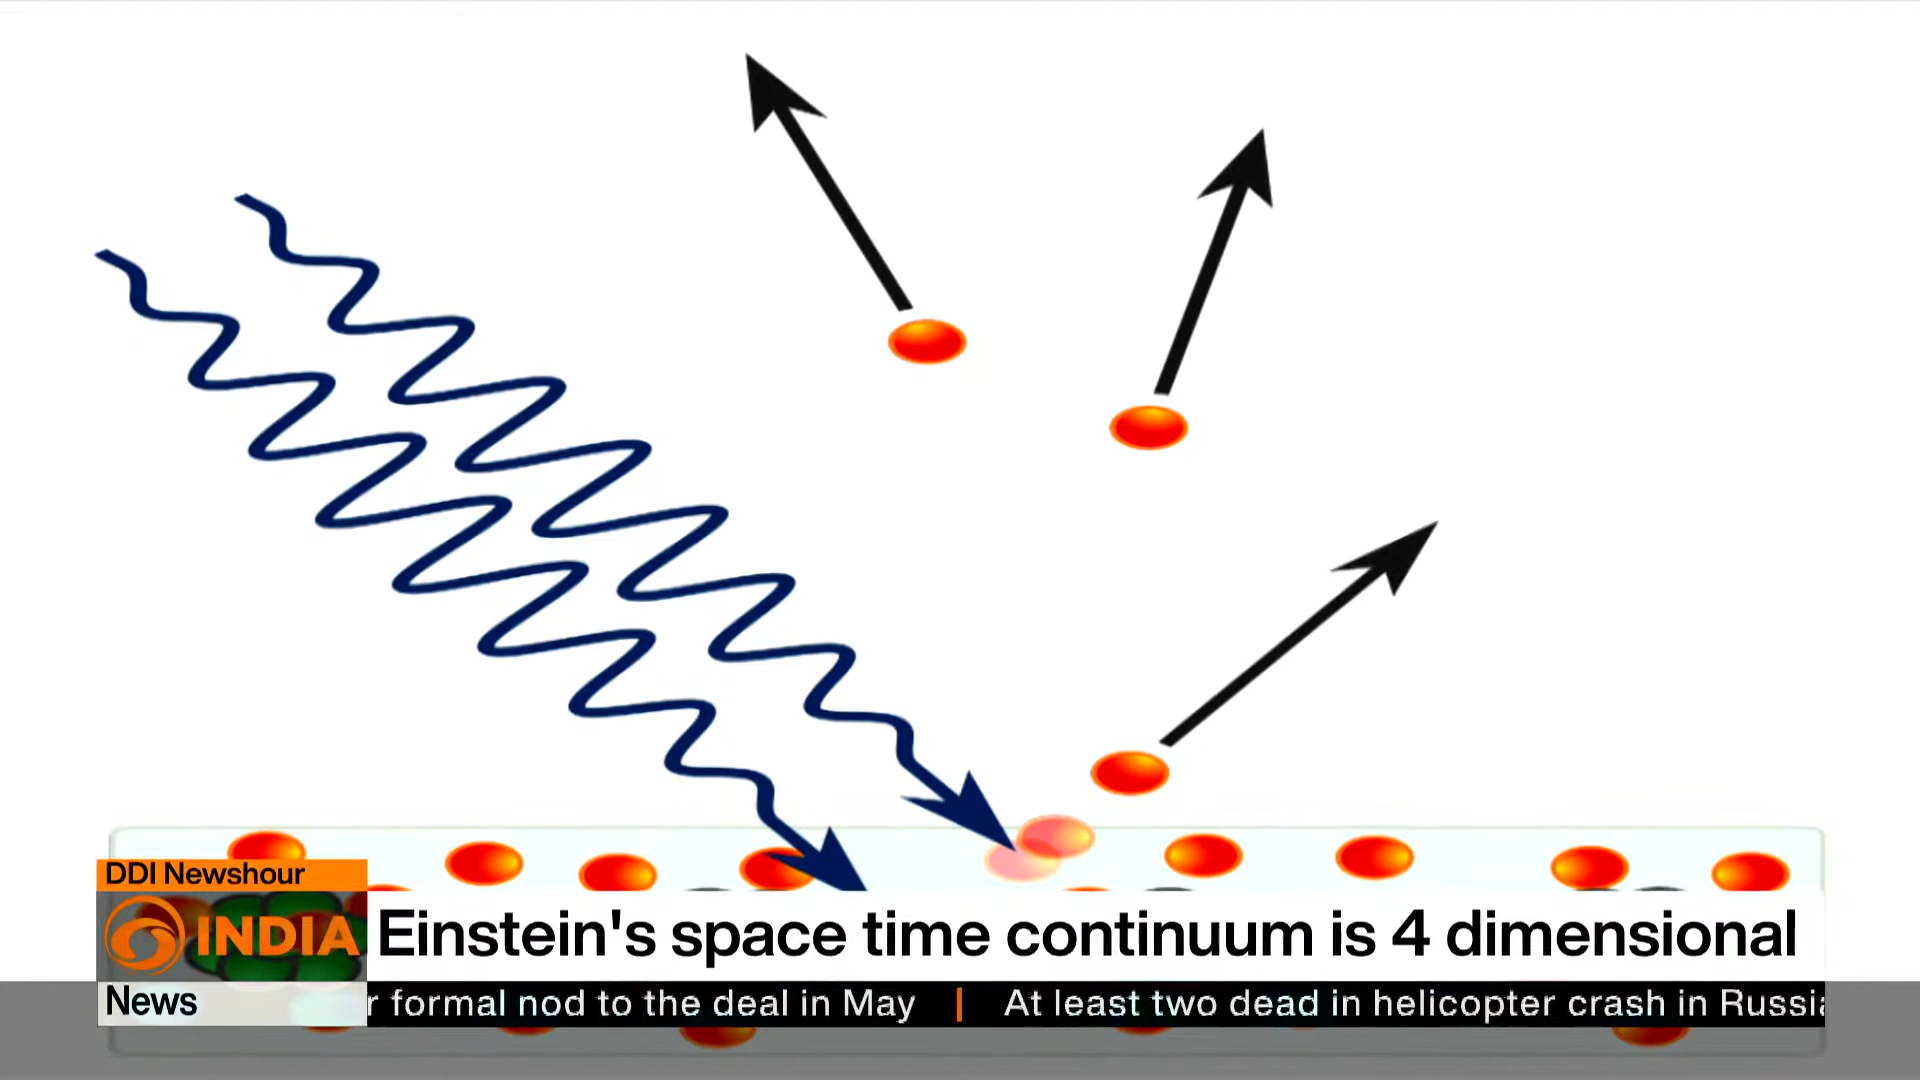 DDI Newshour
INDIA
Einstein's space time continuum is 4 dimensional
News
r formal nod to the deal in May | At least two dead in helicopter crash in Russia